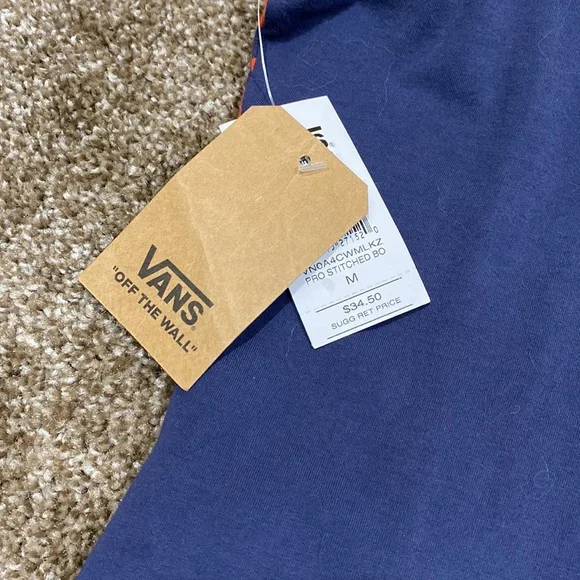 VANS
"OFF THE WALL"
VN0A4CWMLKZ
PRO STITCHED BO
M
$34.50
SUGG RET PRICE